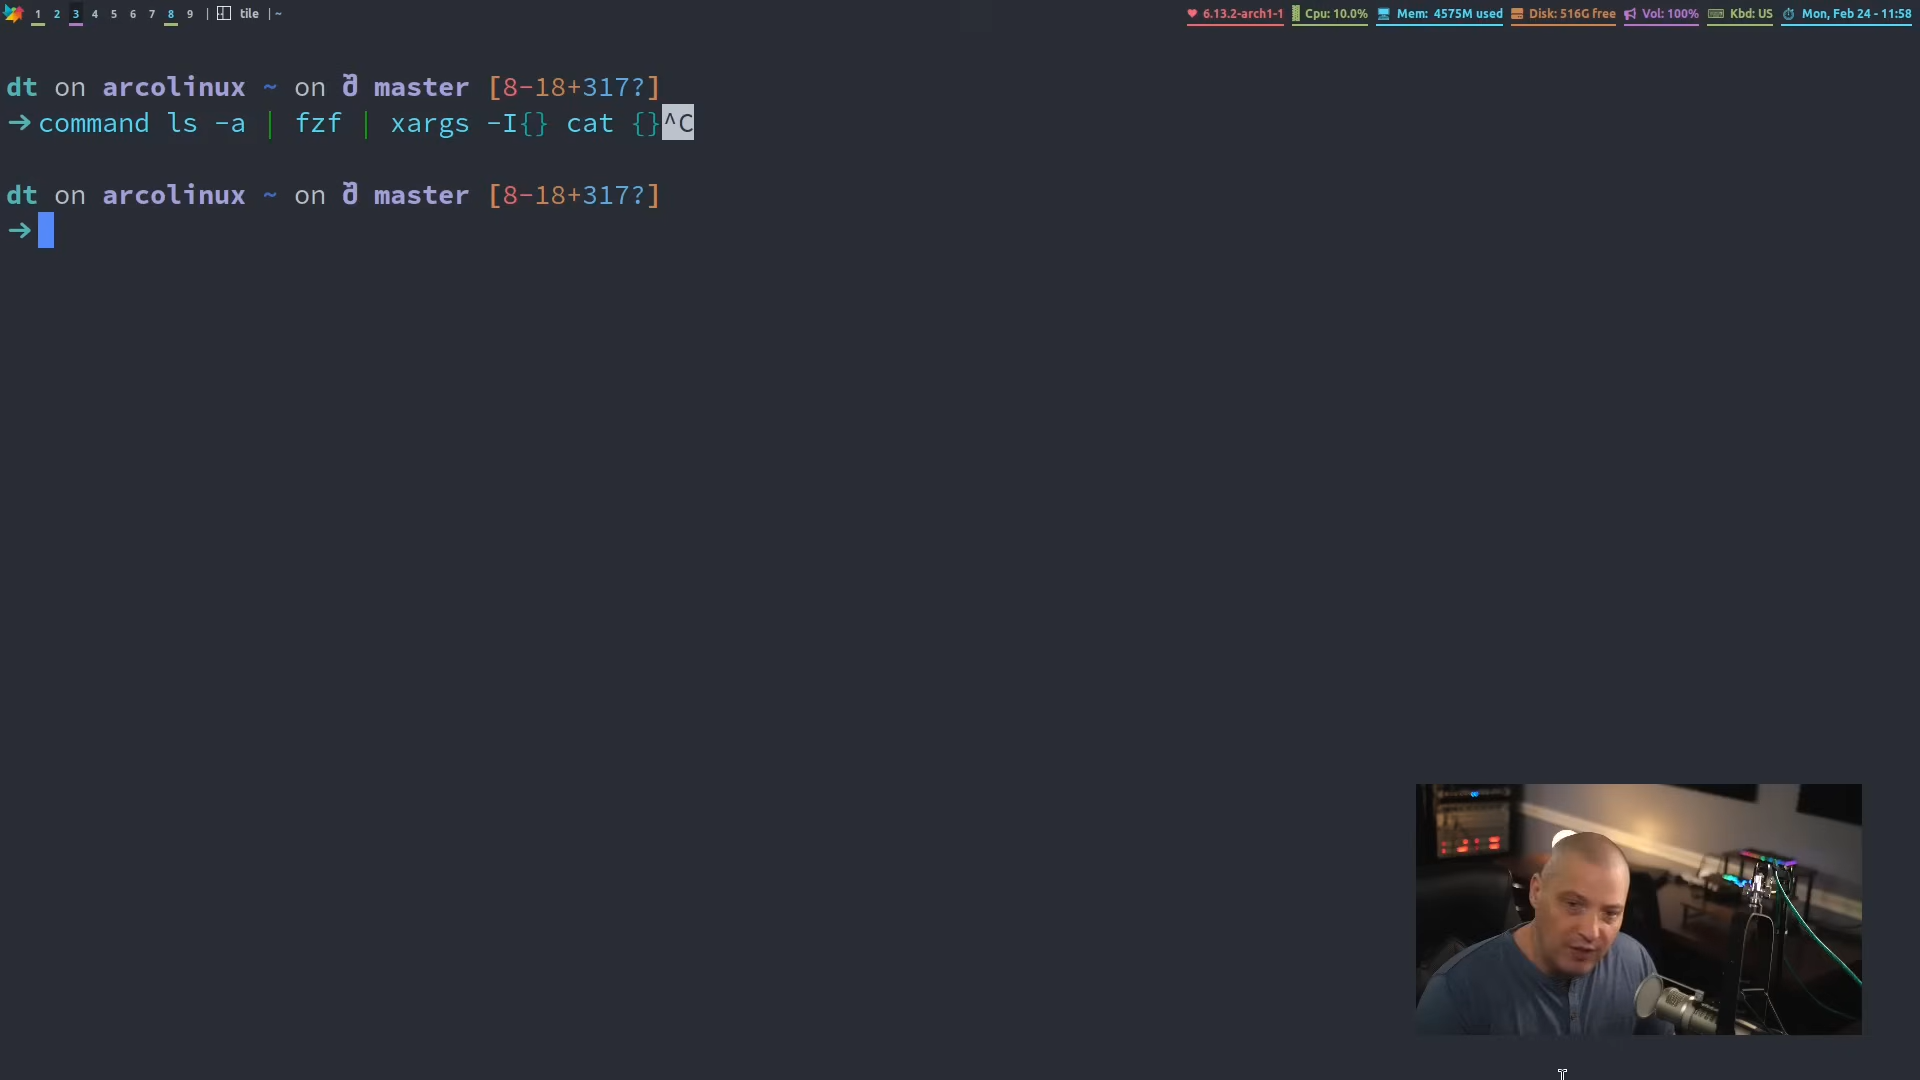 1 2 3 4 5 6 7 8 9 | tile | ~
6.13.2-arch1-1 Cpu: 10.0% Mem: 4575M used Disk: 516G free Vol: 100% Kbd: US Mon, Feb 24 - 11:58
dt on arcolinux ~ on master [8-18+317?]
→ command ls -a | fzf | xargs -I{} cat {}^C
dt on arcolinux ~ on master [8-18+317?]
→